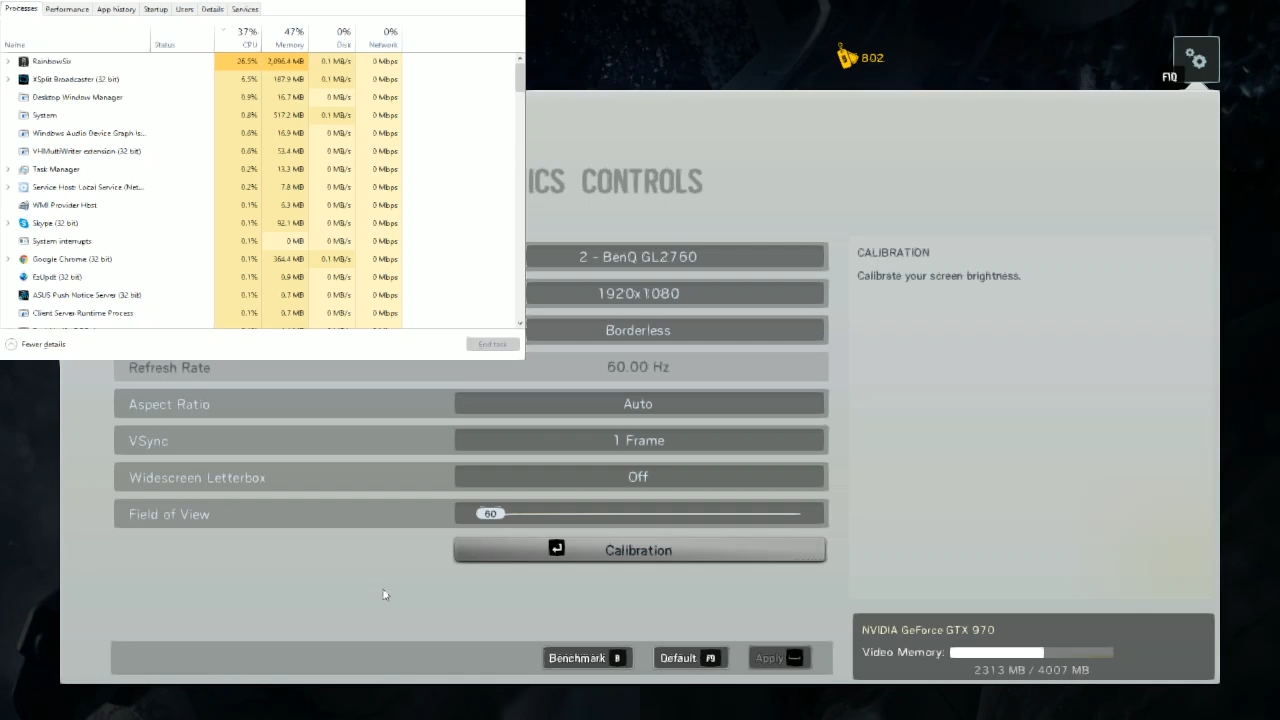 Processes Performance App history Startup Users Details Services
37% 47% 0% 0%
Name Status CPU Memory Disk Network
RainbowSix 26.5% 2,096.4 MB 0.1 MB/s 0 Mbps
XSplit Broadcaster (32 bit) 6.5% 187.9 MB 0.1 MB/s 0 Mbps
Desktop Window Manager 0.9% 16.7 MB 0 MB/s 0 Mbps
System 0.8% 517.2 MB 0.1 MB/s 0 Mbps
Windows Audio Device Graph Is... 0.6% 16.9 MB 0 MB/s 0 Mbps
VHMultiWriter extension (32 bit) 0.6% 53.4 MB 0 MB/s 0 Mbps
Task Manager 0.2% 13.3 MB 0 MB/s 0 Mbps
Service Host: Local Service (Net... 0.2% 7.8 MB 0 MB/s 0 Mbps
WMI Provider Host 0.1% 6.3 MB 0 MB/s 0 Mbps
Skype (32 bit) 0.1% 92.1 MB 0 MB/s 0 Mbps
System interrupts 0.1% 0 MB 0 MB/s 0 Mbps
Google Chrome (32 bit) 0.1% 364.4 MB 0.1 MB/s 0 Mbps
EzUpdt (32 bit) 0.1% 0.9 MB 0 MB/s 0 Mbps
ASUS Push Notice Server (32 bit) 0.1% 0.7 MB 0 MB/s 0 Mbps
Client Server Runtime Process 0.1% 0.7 MB 0 MB/s 0 Mbps
Fewer details End task
802
F10
ICS CONTROLS
2 - BenQ GL2760
1920x1080
Borderless
Refresh Rate 60.00 Hz
Aspect Ratio Auto
VSync 1 Frame
Widescreen Letterbox Off
Field of View 60
Calibration
CALIBRATION
Calibrate your screen brightness.
Benchmark B Default F9 Apply
NVIDIA GeForce GTX 970
Video Memory:
2313 MB / 4007 MB